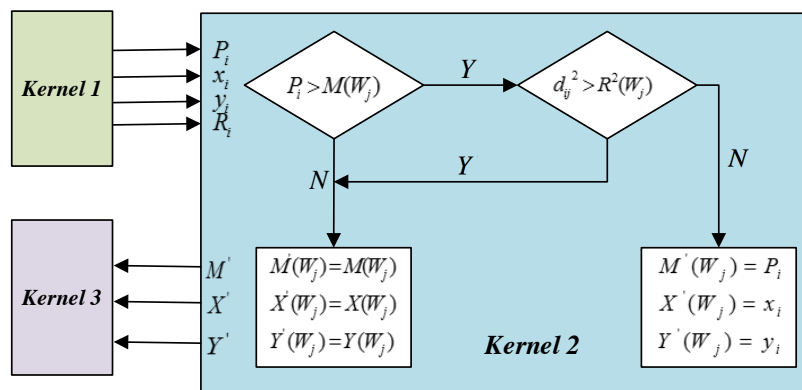 Kernel 1
P_i
x_i
y_i
R_i
P_i > M(W_j)
Y
d_ij^2 > R^2(W_j)
N
Y
N
Kernel 3
M'
X'
Y'
M'(W_j)=M(W_j)
X'(W_j)=X(W_j)
Y'(W_j)=Y(W_j)
Kernel 2
M'(W_j) = P_i
X'(W_j) = x_i
Y'(W_j) = y_i